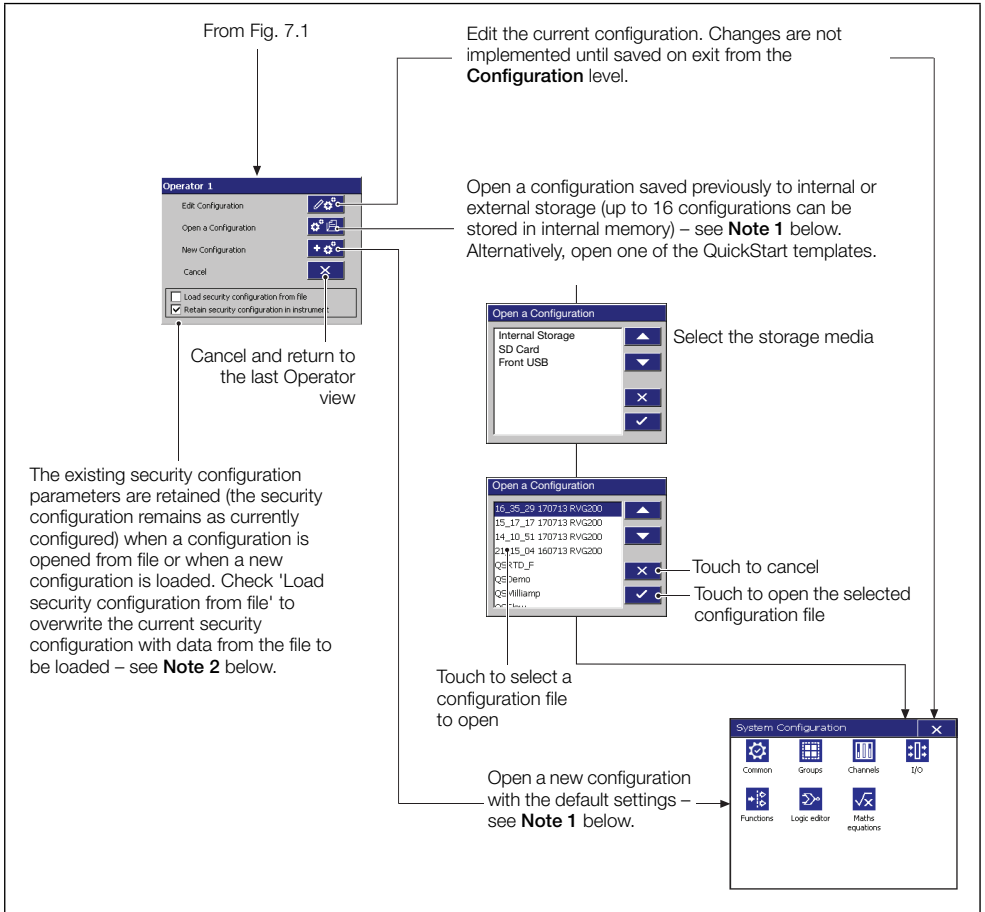 From Fig. 7.1
Edit the current configuration. Changes are not
implemented until saved on exit from the
Configuration level.
Operator 1
Edit Configuration
Open a Configuration
New Configuration
Cancel
Load security configuration from file
Retain security configuration in instrument
Cancel and return to
the last Operator
view
The existing security configuration
parameters are retained (the security
configuration remains as currently
configured) when a configuration is
opened from file or when a new
configuration is loaded. Check 'Load
security configuration from file' to
overwrite the current security
configuration with data from the file to
be loaded – see Note 2 below.
Open a configuration saved previously to internal or
external storage (up to 16 configurations can be
stored in internal memory) – see Note 1 below.
Alternatively, open one of the QuickStart templates.
Open a Configuration
Internal Storage
SD Card
Front USB
Select the storage media
Open a Configuration
16_35_29 170713 RVG200
15_17_17 170713 RVG200
14_10_51 170713 RVG200
160713 RVG200
QSRTD_F
QSDemo
QSMilliamp
Touch to cancel
Touch to open the selected
configuration file
Touch to select a
configuration file
to open
Open a new configuration
with the default settings –
see Note 1 below.
System Configuration
Common
Groups
Channels
I/O
Functions
Logic editor
Maths
equations